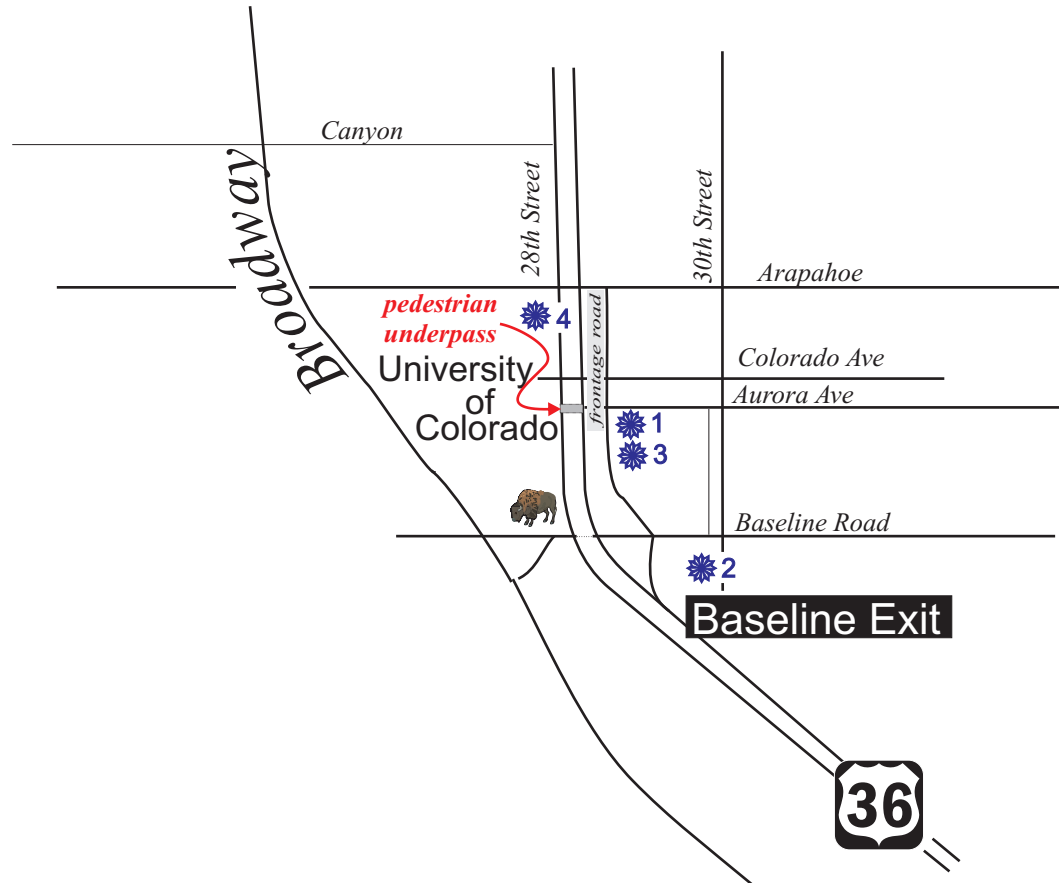 Canyon
Broadway
28th Street
30th Street
Arapahoe
pedestrian
underpass
4
frontage road
University
of
Colorado
Colorado Ave
Aurora Ave
1
3
Baseline Road
2
Baseline Exit
36